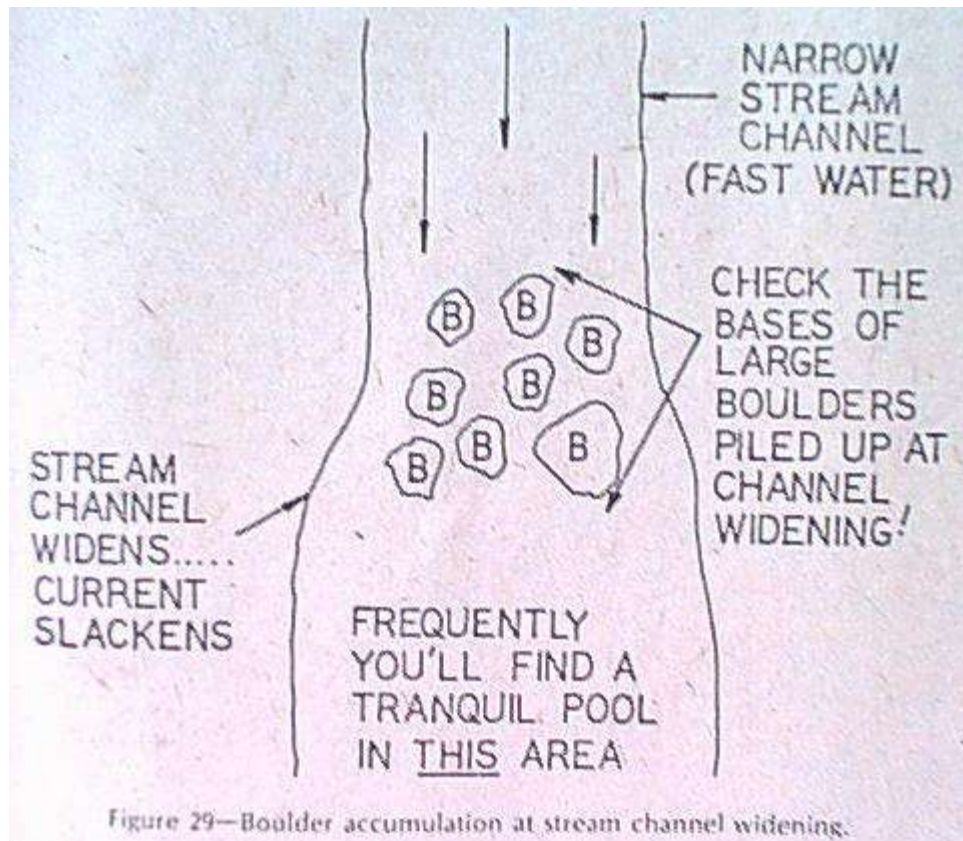 NARROW
STREAM
CHANNEL
(FAST WATER)
B
B
B
B
B
B
B
B
CHECK THE
BASES OF
LARGE
BOULDERS
PILED UP AT
CHANNEL
WIDENING!
STREAM
CHANNEL
WIDENS.....
CURRENT
SLACKENS
FREQUENTLY
YOU'LL FIND A
TRANQUIL POOL
IN THIS AREA
Figure 29—Boulder accumulation at stream channel widening.